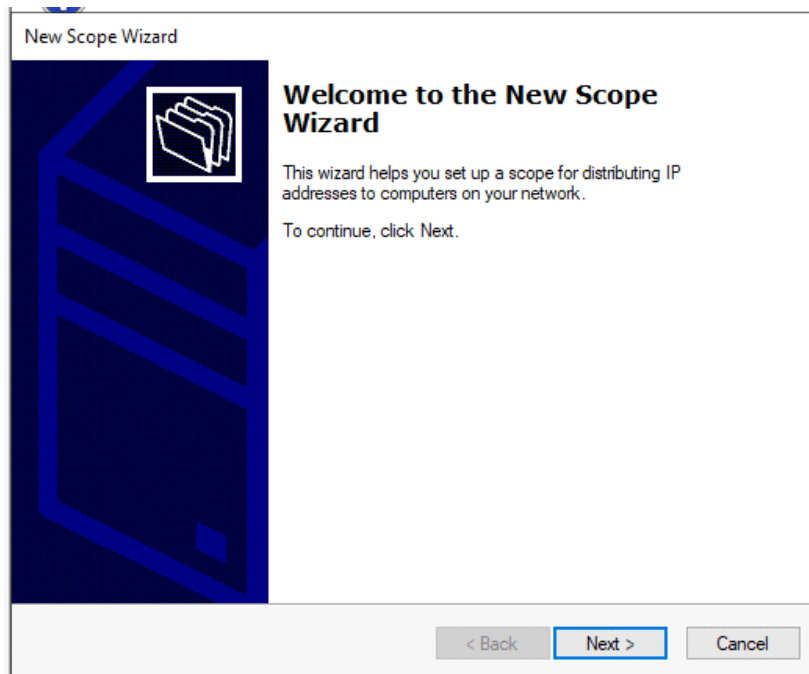 New Scope Wizard
Welcome to the New Scope
Wizard
This wizard helps you set up a scope for distributing IP
addresses to computers on your network.
To continue, click Next.
< Back
Next >
Cancel